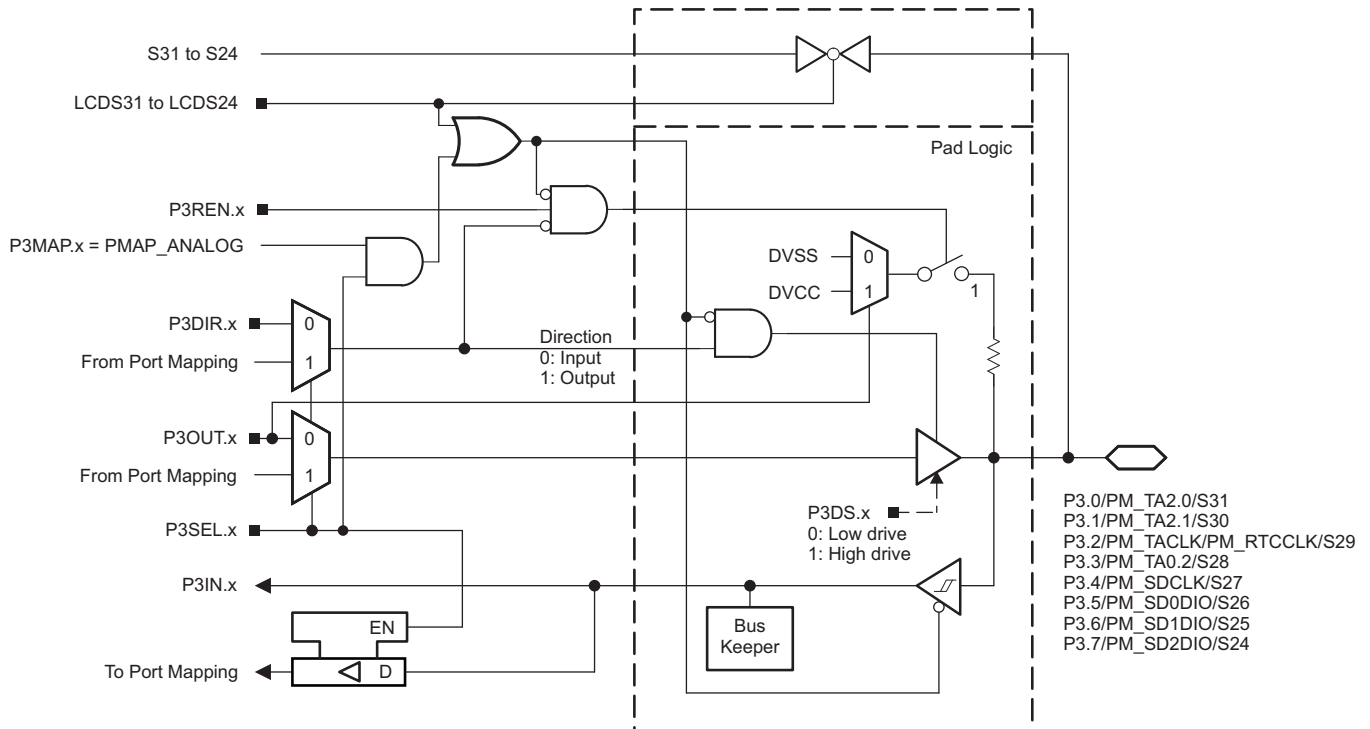 S31 to S24
LCDS31 to LCDS24
Pad Logic
P3REN.x
P3MAP.x = PMAP_ANALOG
DVSS
0
DVCC
1
1
P3DIR.x
0
Direction
0: Input
1: Output
From Port Mapping
1
P3OUT.x
0
From Port Mapping
1
P3DS.x
0: Low drive
1: High drive
P3SEL.x
P3.0/PM_TA2.0/S31
P3.1/PM_TA2.1/S30
P3.2/PM_TACLK/PM_RTCCLK/S29
P3.3/PM_TA0.2/S28
P3.4/PM_SDCLK/S27
P3.5/PM_SD0DIO/S26
P3.6/PM_SD1DIO/S25
P3.7/PM_SD2DIO/S24
P3IN.x
Bus
Keeper
EN
To Port Mapping
D